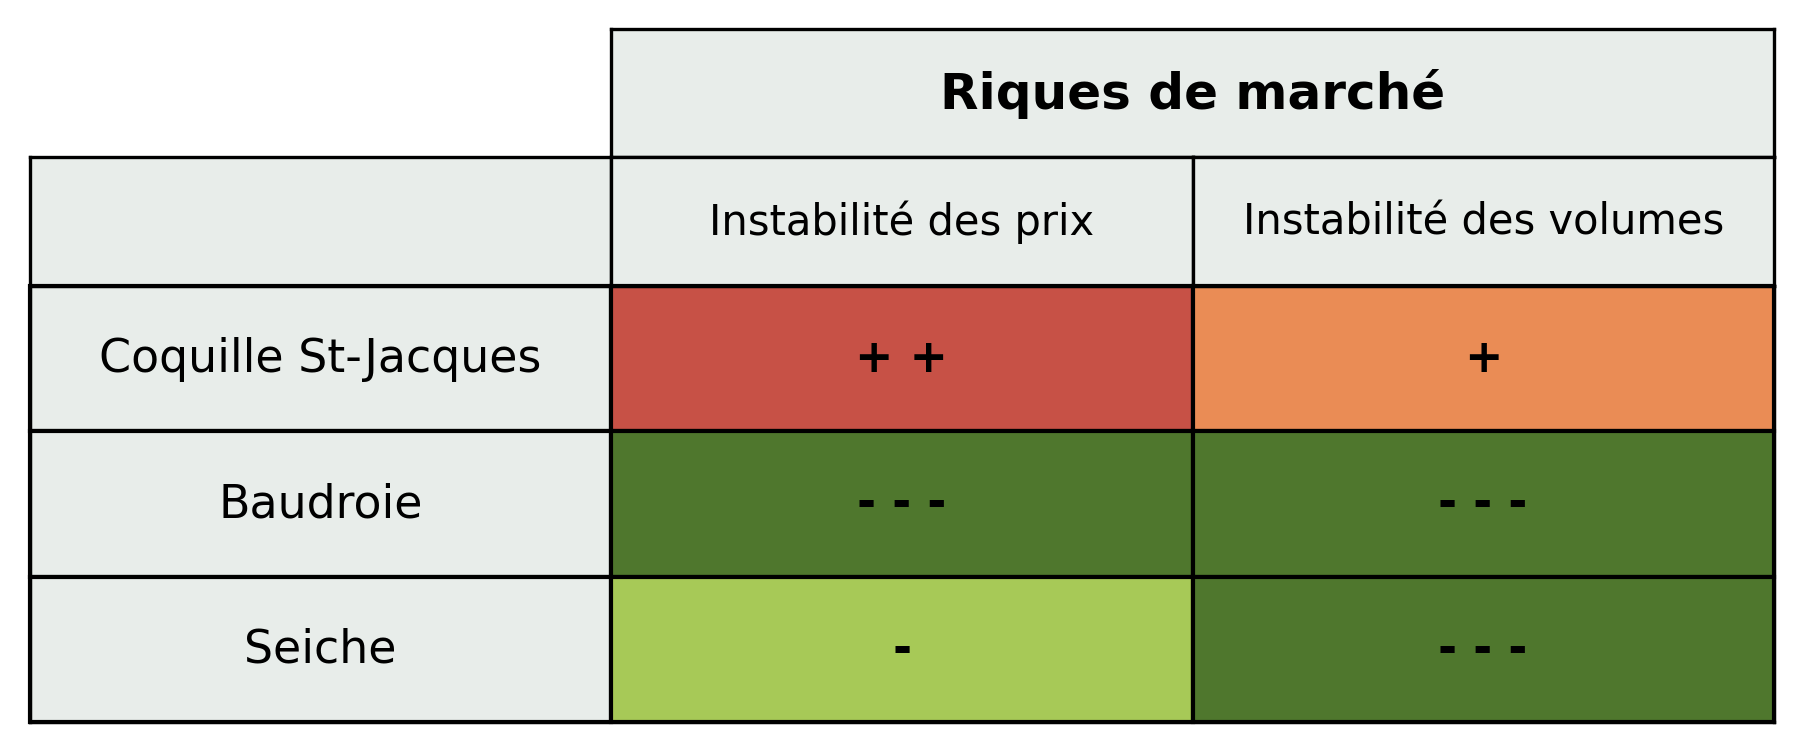 Riques de marché
Instabilité des prix Instabilité des volumes
Coquille St-Jacques + + +
Baudroie - - - - - -
Seiche - - - -